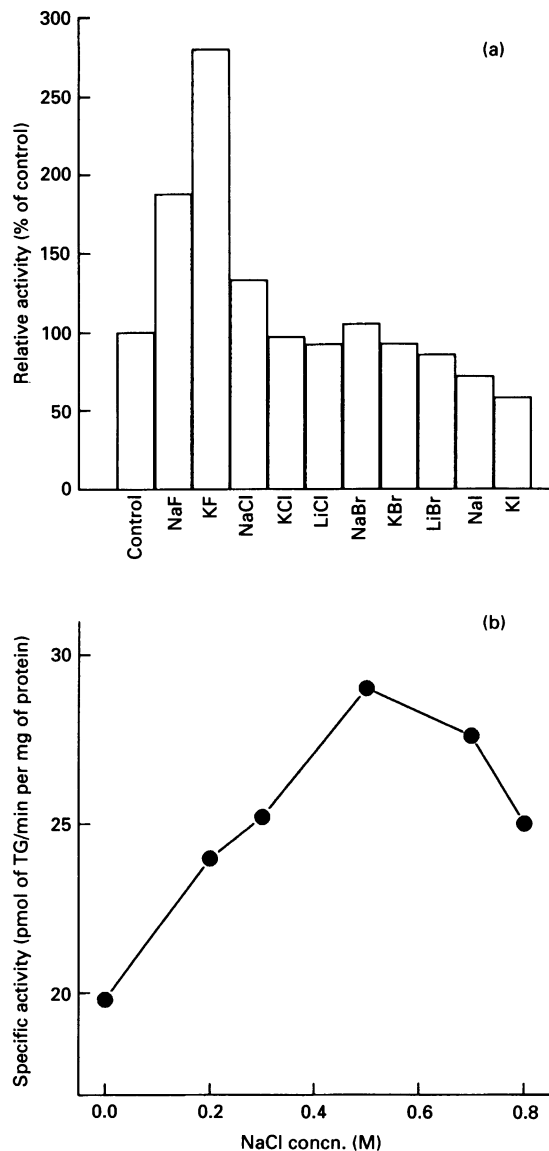 (a)
Relative activity (% of control)
300
250
200
150
100
50
0
Control
NaF
KF
NaCl
KCl
LiCl
NaBr
KBr
LiBr
NaI
KI
(b)
Specific activity (pmol of TG/min per mg of protein)
30
25
20
0.0
0.2
0.4
0.6
0.8
NaCl concn. (M)